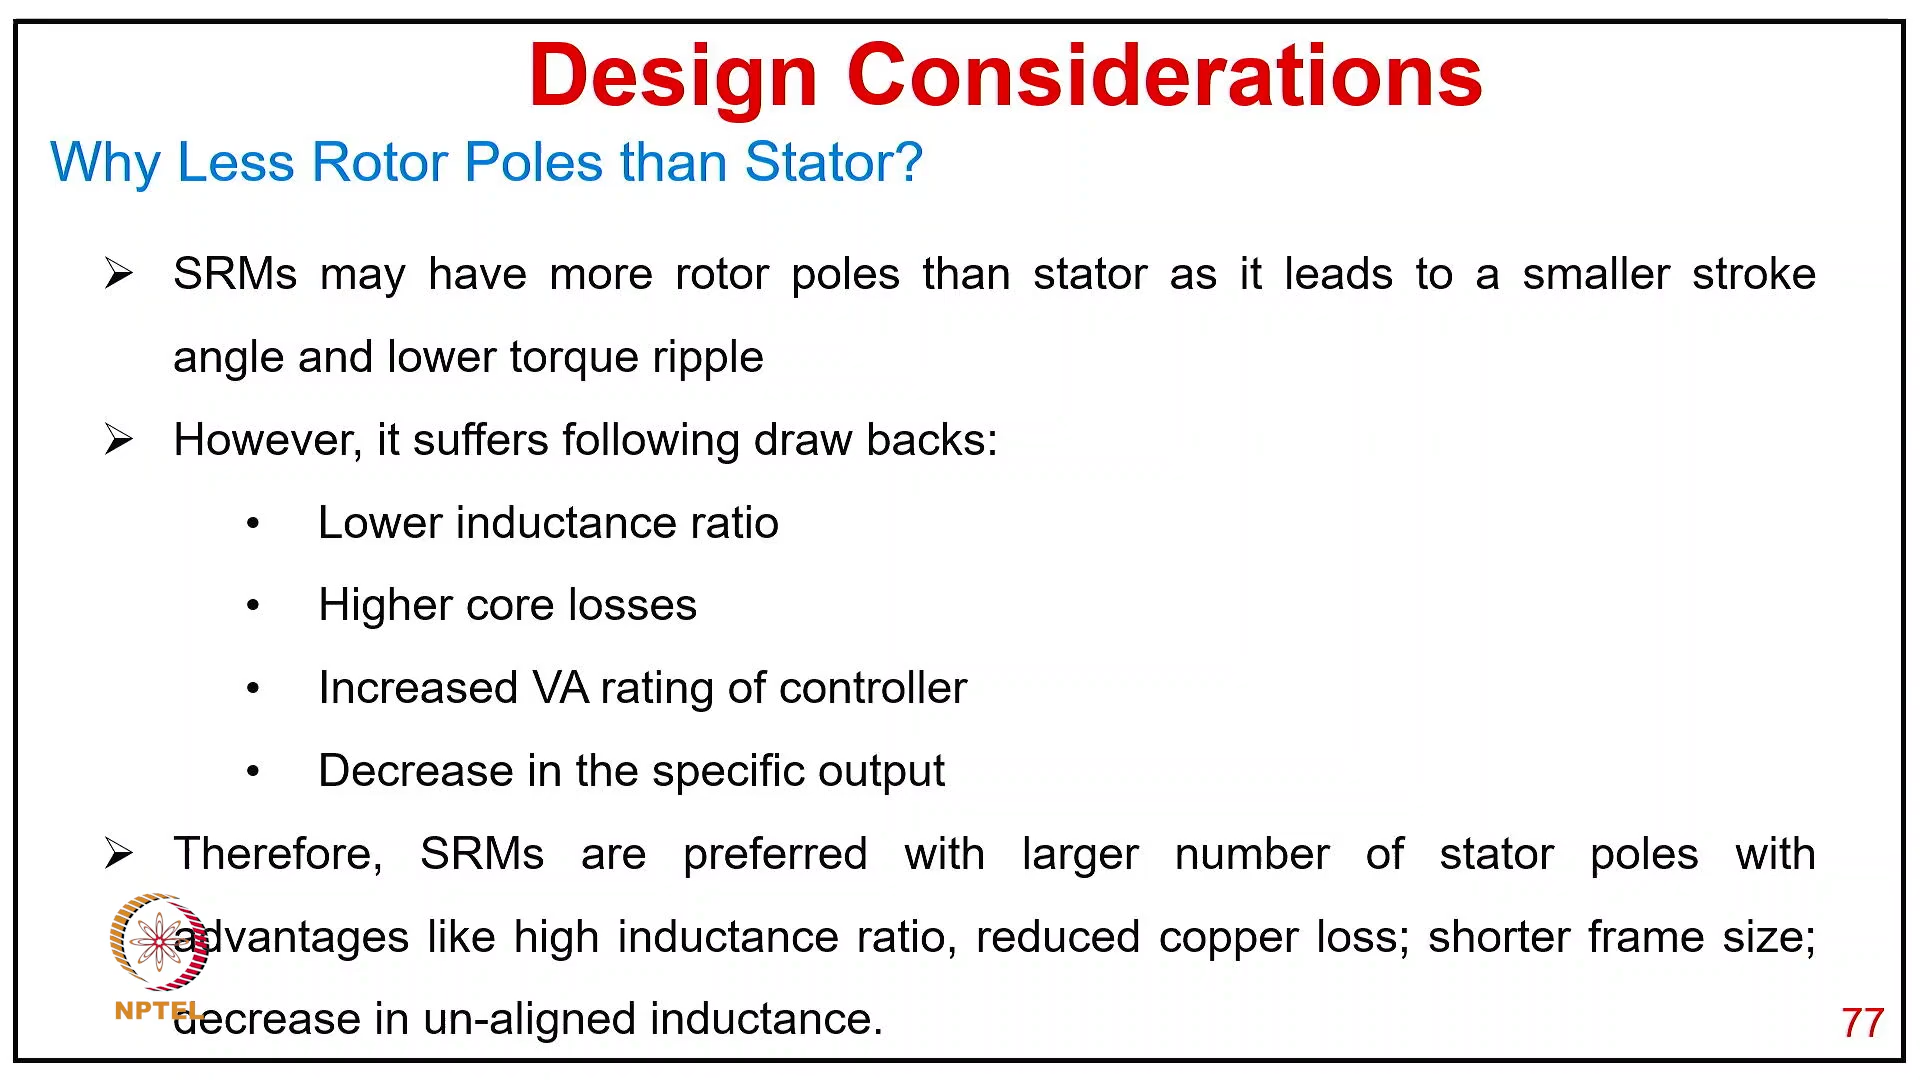 Design Considerations
Why Less Rotor Poles than Stator?
➢ SRMs may have more rotor poles than stator as it leads to a smaller stroke
angle and lower torque ripple
➢ However, it suffers following draw backs:
• Lower inductance ratio
• Higher core losses
• Increased VA rating of controller
• Decrease in the specific output
➢ Therefore, SRMs are preferred with larger number of stator poles with
advantages like high inductance ratio, reduced copper loss; shorter frame size;
decrease in un-aligned inductance.
NPTEL
77